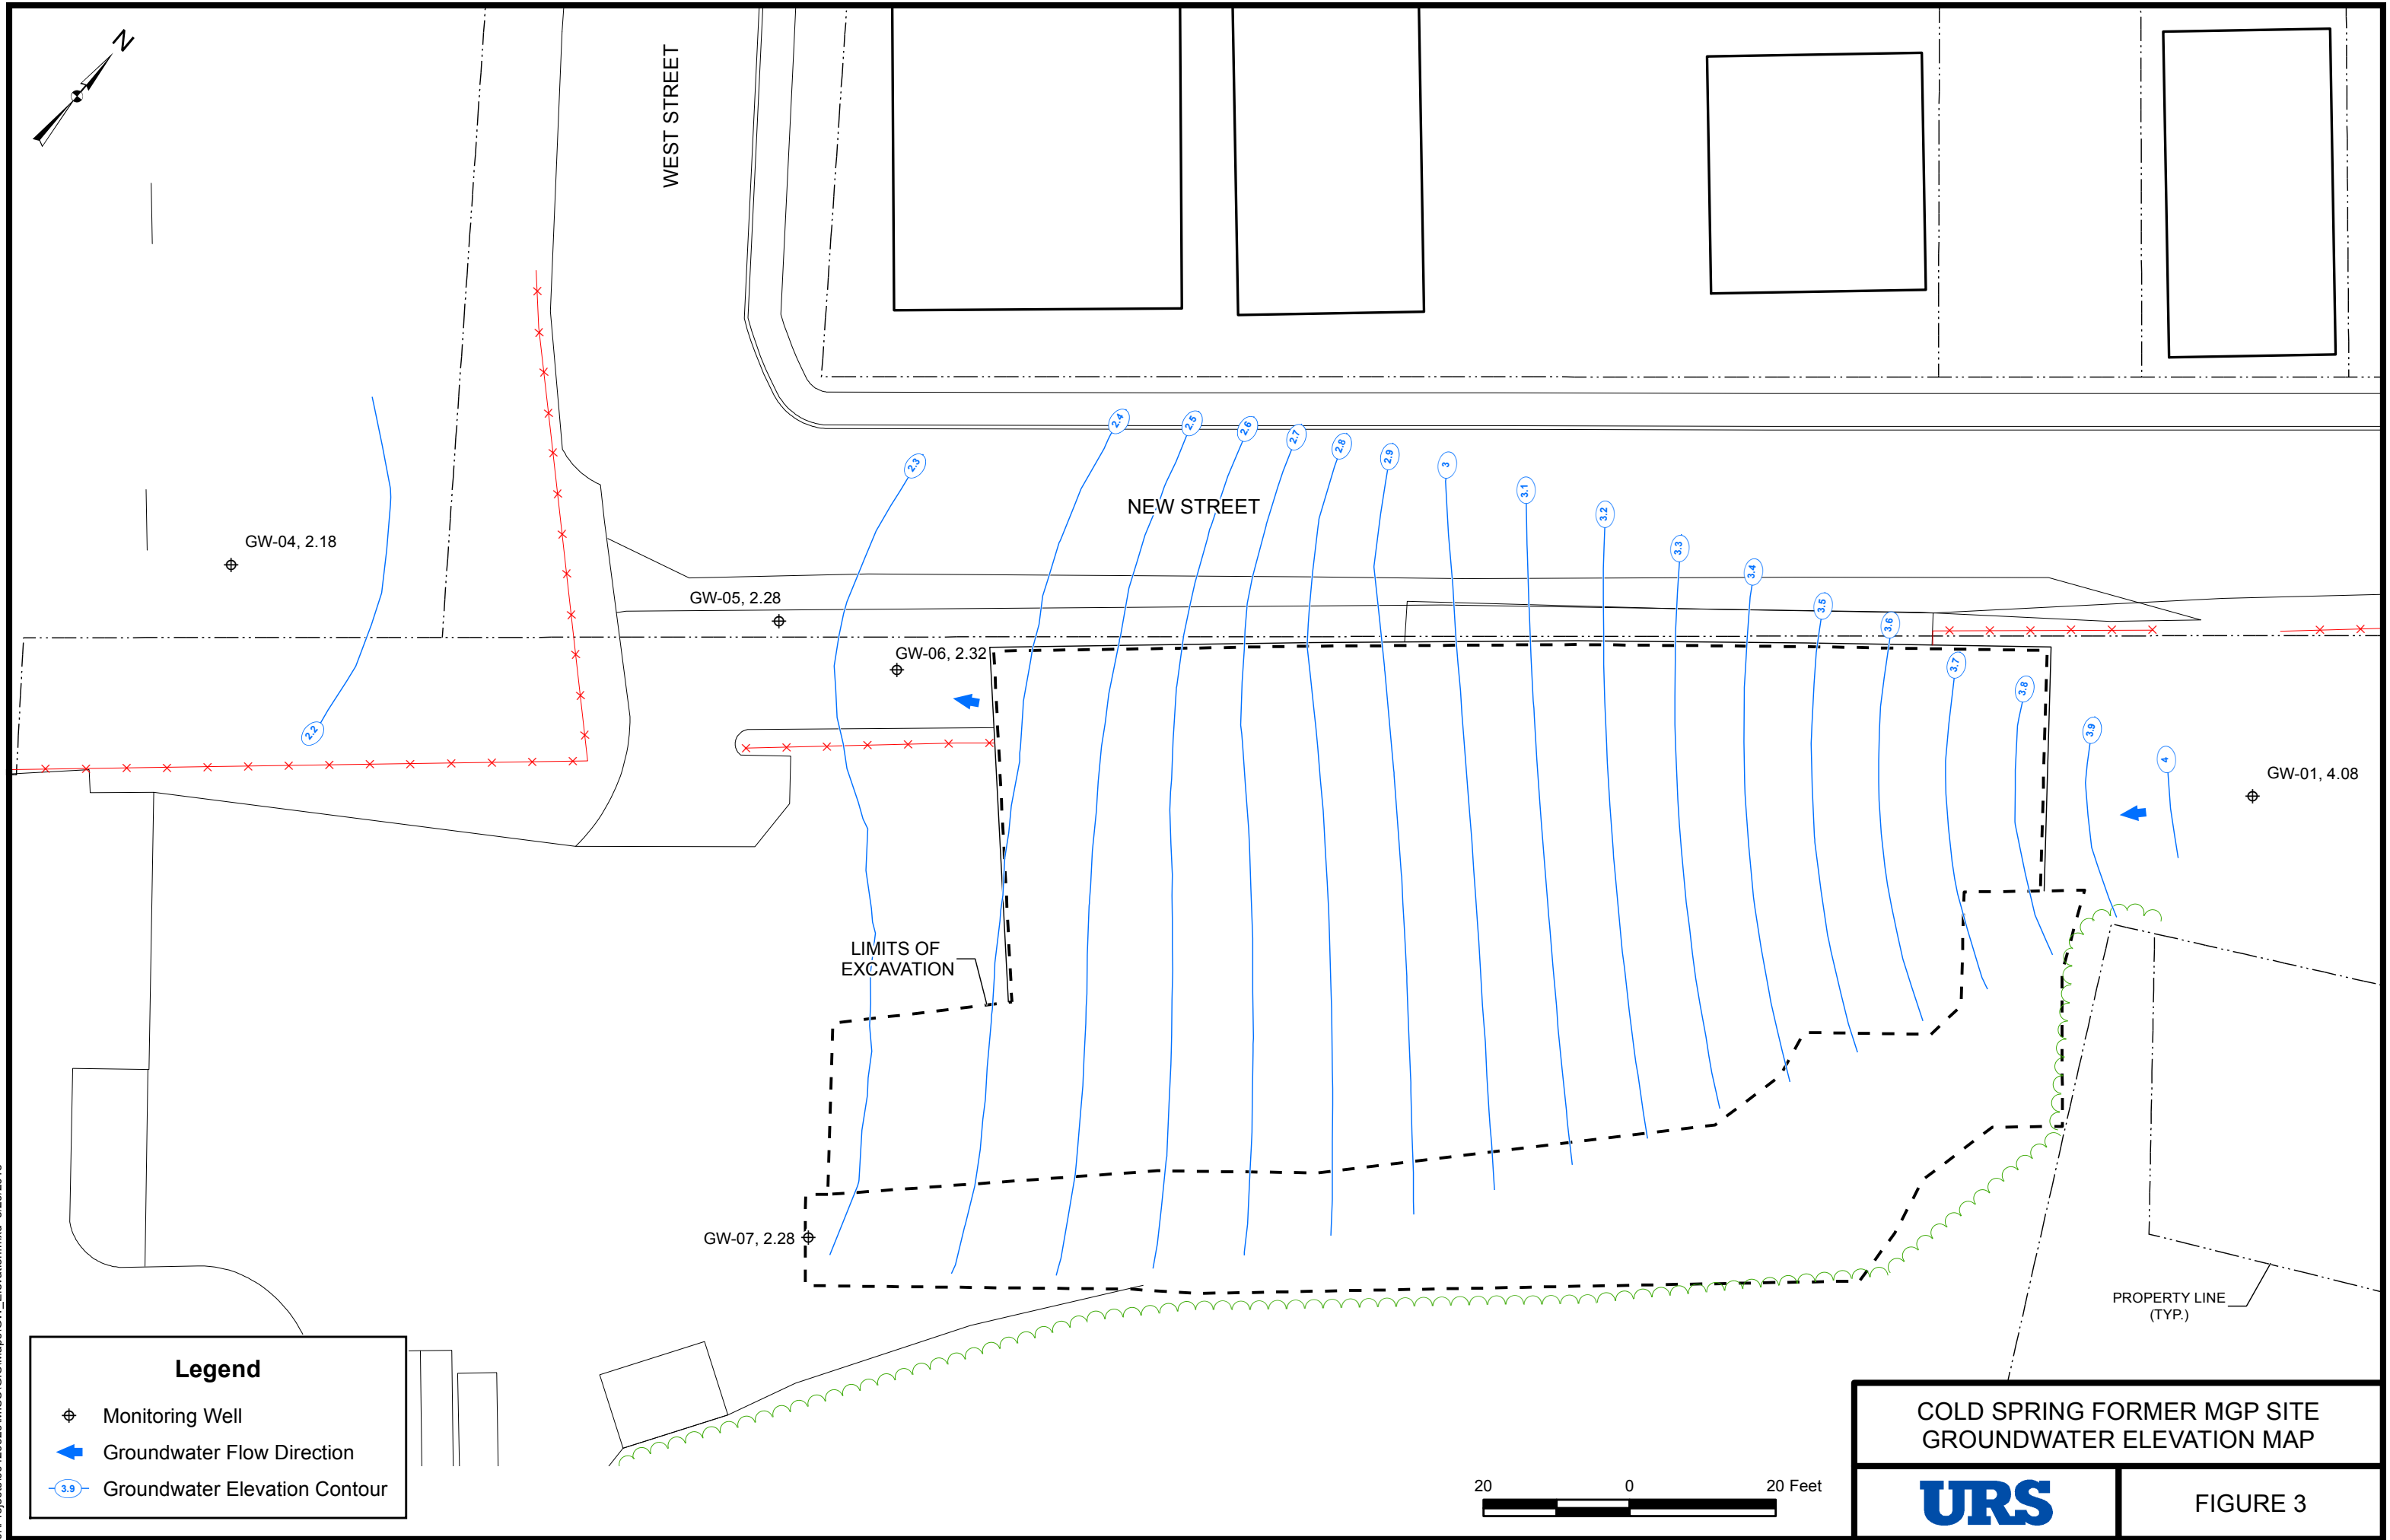 N
WEST STREET
2.4
2.5
2.6
2.7
2.8
2.9
3
2.3
3.1
3.2
3.3
3.4
3.5
3.6
3.7
3.8
3.9
4
2.2
NEW STREET
GW-04, 2.18
GW-05, 2.28
GW-06, 2.32
GW-01, 4.08
LIMITS OF
EXCAVATION
GW-07, 2.28
PROPERTY LINE
(TYP.)
Legend
Monitoring Well
Groundwater Flow Direction
3.9 Groundwater Elevation Contour
20 0 20 Feet
COLD SPRING FORMER MGP SITE
GROUNDWATER ELEVATION MAP
URS
FIGURE 3